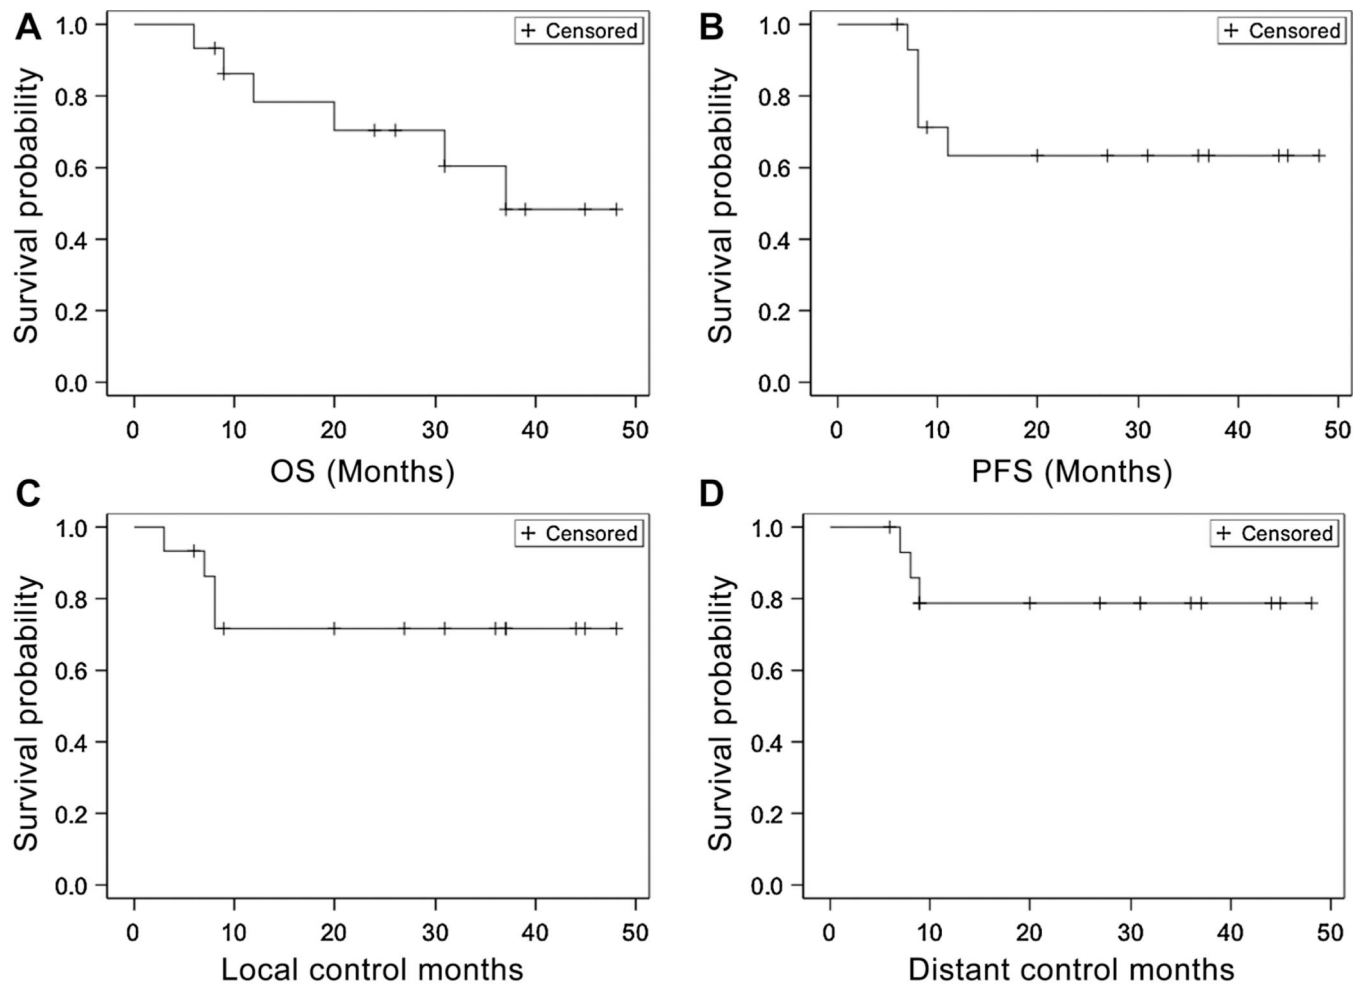 A
+ Censored
1.0
0.8
0.6
0.4
0.2
0.0
Survival probability
0 10 20 30 40 50
OS (Months)
B
+ Censored
1.0
0.8
0.6
0.4
0.2
0.0
Survival probability
0 10 20 30 40 50
PFS (Months)
C
+ Censored
1.0
0.8
0.6
0.4
0.2
0.0
Survival probability
0 10 20 30 40 50
Local control months
D
+ Censored
1.0
0.8
0.6
0.4
0.2
0.0
Survival probability
0 10 20 30 40 50
Distant control months